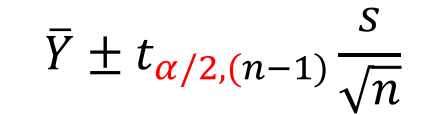 Ȳ ± t_{α/2,(n−1)} s/√n